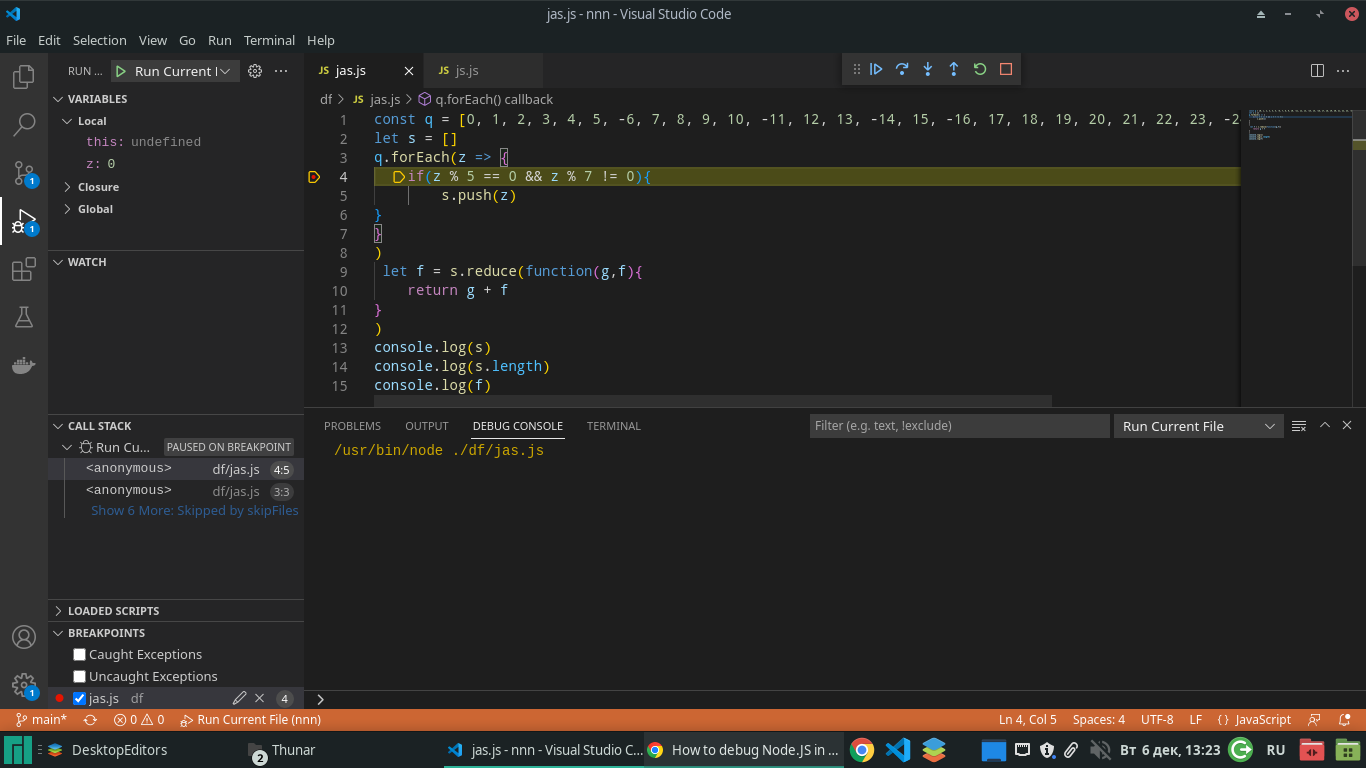 jas.js - nnn - Visual Studio Code
File Edit Selection View Go Run Terminal Help
RUN ... Run Current I
JS jas.js
JS js.js
VARIABLES
Local
this: undefined
z: 0
Closure
Global
WATCH
CALL STACK
Run Cu... PAUSED ON BREAKPOINT
<anonymous> df/jas.js 4:5
<anonymous> df/jas.js 3:3
Show 6 More: Skipped by skipFiles
LOADED SCRIPTS
BREAKPOINTS
Caught Exceptions
Uncaught Exceptions
jas.js df 4
1
1
1
df > JS jas.js > q.forEach() callback
1 const q = [0, 1, 2, 3, 4, 5, -6, 7, 8, 9, 10, -11, 12, 13, -14, 15, -16, 17, 18, 19, 20, 21, 22, 23, -24
2 let s = []
3 q.forEach(z => {
4 if(z % 5 == 0 && z % 7 != 0){
5 s.push(z)
6 }
7 }
8 )
9 let f = s.reduce(function(g,f){
10 return g + f
11 }
12 )
13 console.log(s)
14 console.log(s.length)
15 console.log(f)
PROBLEMS OUTPUT DEBUG CONSOLE TERMINAL
Filter (e.g. text, !exclude)
Run Current File
/usr/bin/node ./df/jas.js
main* 0 0 Run Current File (nnn)
Ln 4, Col 5 Spaces: 4 UTF-8 LF {} JavaScript
DesktopEditors
2 Thunar
jas.js - nnn - Visual Studio C...
How to debug Node.JS in ...
Вт 6 дек, 13:23 RU